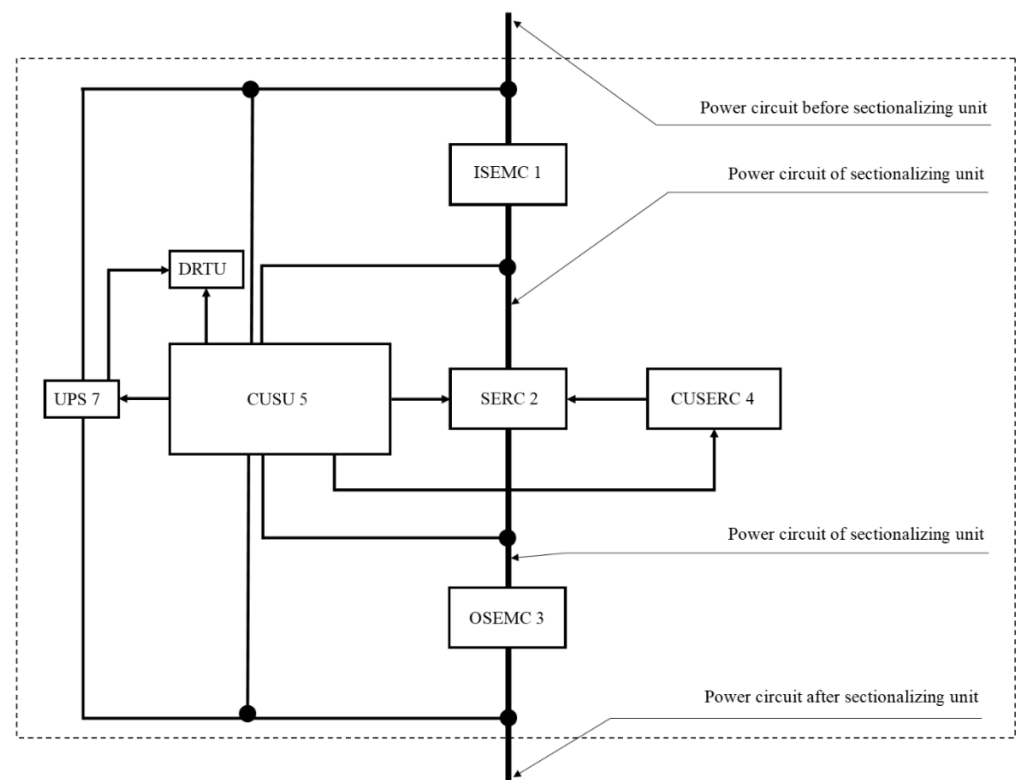 Power circuit before sectionalizing unit
ISEMC 1
Power circuit of sectionalizing unit
DRTU
UPS 7
CUSU 5
SERC 2
CUSERC 4
Power circuit of sectionalizing unit
OSEMC 3
Power circuit after sectionalizing unit